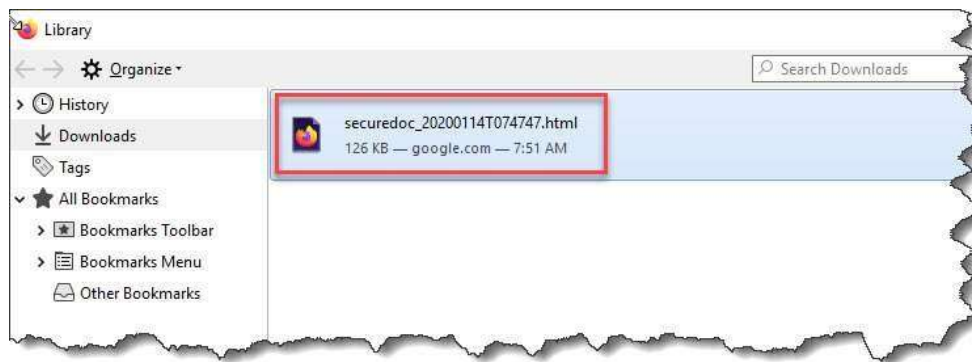 Library
Organize
Search Downloads
History
Downloads
Tags
All Bookmarks
Bookmarks Toolbar
Bookmarks Menu
Other Bookmarks
securedoc_20200114T074747.html
126 KB — google.com — 7:51 AM